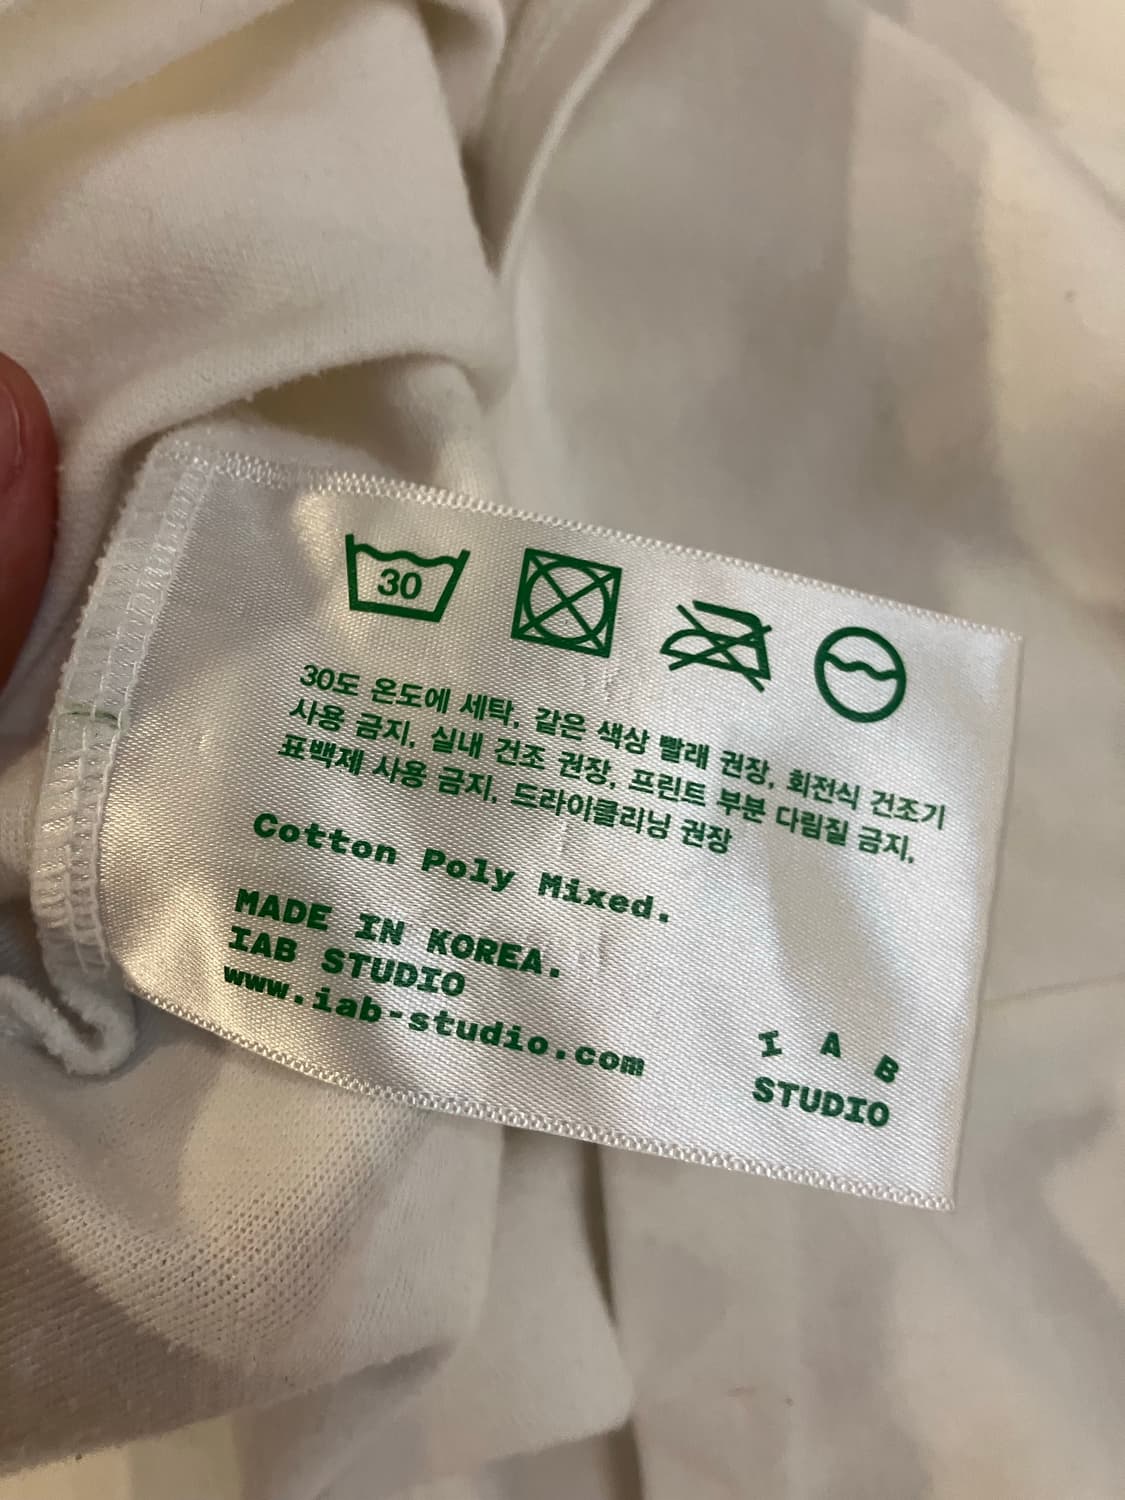 30
30도 온도에 세탁, 같은 색상 빨래 권장, 회전식 건조기
사용 금지, 실내 건조 권장, 프린트 부분 다림질 금지,
표백제 사용 금지, 드라이클리닝 권장
Cotton Poly Mixed.
MADE IN KOREA.
IAB STUDIO
www.iab-studio.com
I A B
STUDIO